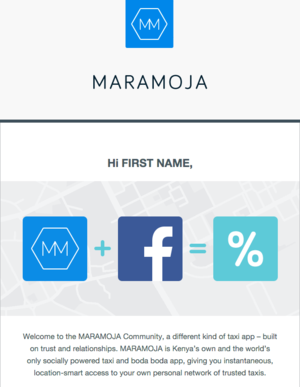 MM
MARAMOJA
Hi FIRST NAME,
MM + f = %
Welcome to the MARAMOJA Community, a different kind of taxi app – built
on trust and relationships. MARAMOJA is Kenya's own and the world's
only socially powered taxi and boda boda app, giving you instantaneous,
location-smart access to your own personal network of trusted taxis.